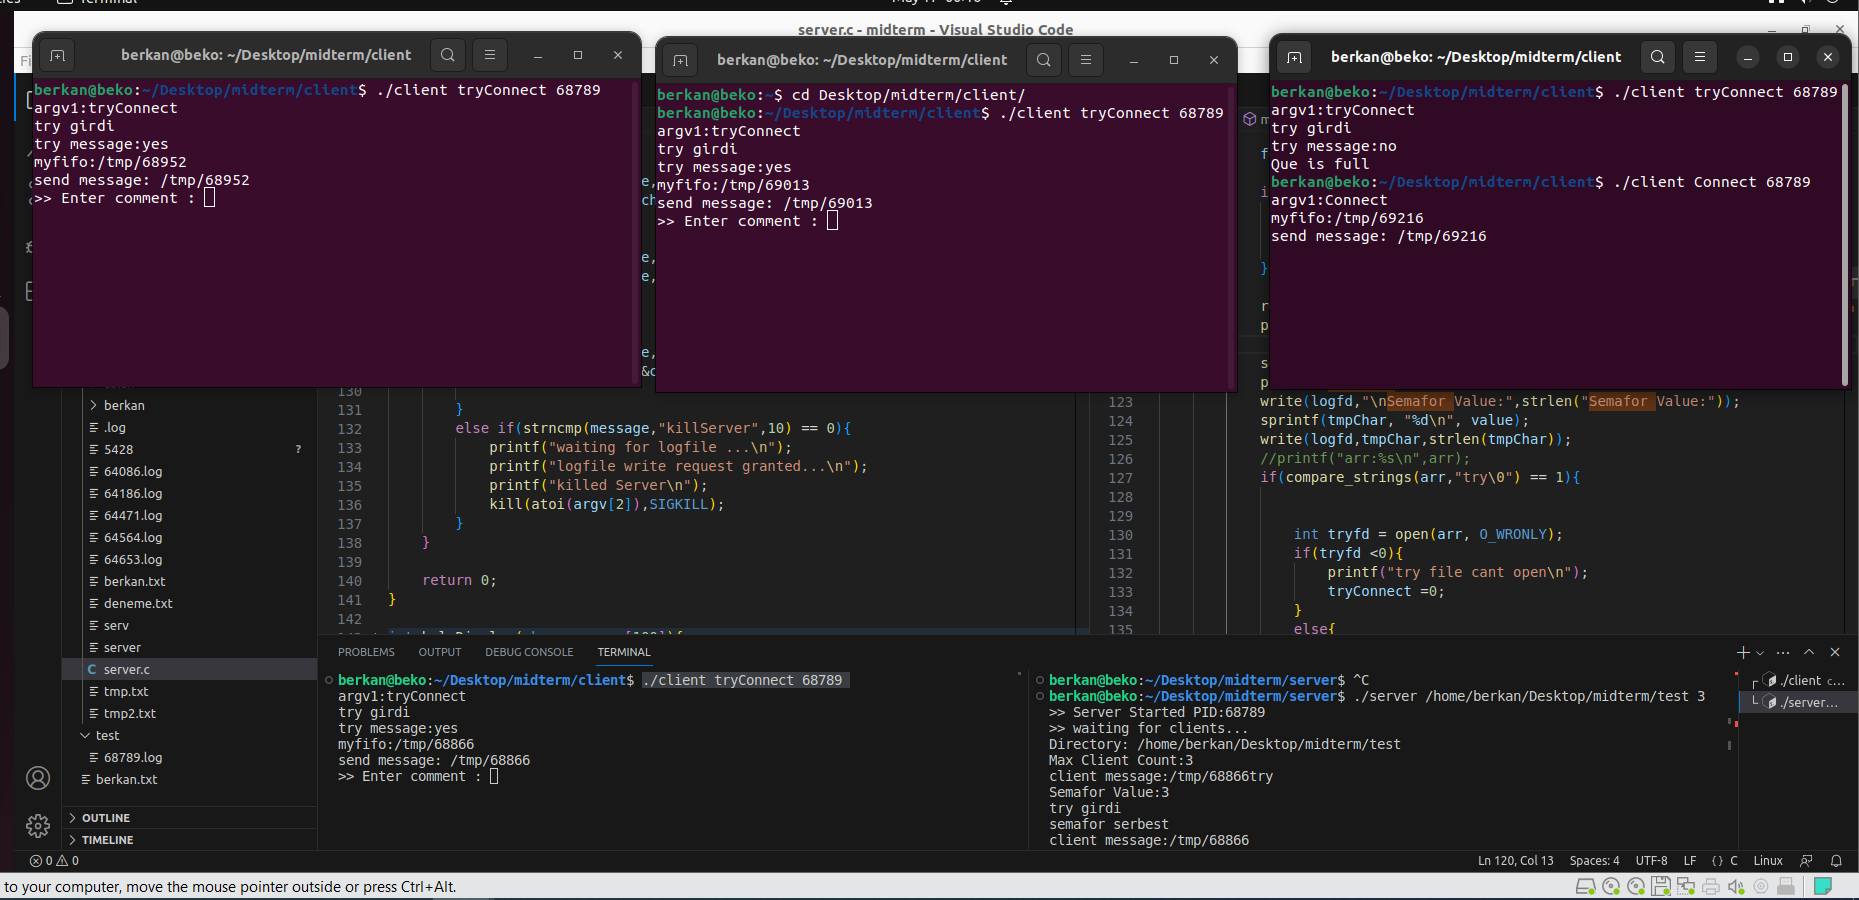 server.c - midterm - Visual Studio Code
berkan@beko: ~/Desktop/midterm/client
berkan@beko:~/Desktop/midterm/client$ ./client tryConnect 68789
argv1:tryConnect
try girdi
try message:yes
myfifo:/tmp/68952
send message: /tmp/68952
>> Enter comment :
berkan@beko: ~/Desktop/midterm/client
berkan@beko:~$ cd Desktop/midterm/client/
berkan@beko:~/Desktop/midterm/client$ ./client tryConnect 68789
argv1:tryConnect
try girdi
try message:yes
myfifo:/tmp/69013
send message: /tmp/69013
>> Enter comment :
berkan@beko: ~/Desktop/midterm/client
berkan@beko:~/Desktop/midterm/client$ ./client tryConnect 68789
argv1:tryConnect
try girdi
try message:no
Que is full
berkan@beko:~/Desktop/midterm/client$ ./client Connect 68789
argv1:Connect
myfifo:/tmp/69216
send message: /tmp/69216
berkan
.log
5428 ?
64086.log
64186.log
64471.log
64564.log
64653.log
berkan.txt
deneme.txt
serv
server
C server.c
tmp.txt
tmp2.txt
test
68789.log
berkan.txt
OUTLINE
TIMELINE
130
131 }
132 else if(strncmp(message,"killServer",10) == 0){
133 printf("waiting for logfile ...\n");
134 printf("logfile write request granted...\n");
135 printf("killed Server\n");
136 kill(atoi(argv[2]),SIGKILL);
137 }
138 }
139
140 return 0;
141 }
142
123 write(logfd,"\nSemafor Value:",strlen("Semafor Value:"));
124 sprintf(tmpChar, "%d\n", value);
125 write(logfd,tmpChar,strlen(tmpChar));
126 //printf("arr:%s\n",arr);
127 if(compare_strings(arr,"try\0") == 1){
128
129
130 int tryfd = open(arr, O_WRONLY);
131 if(tryfd <0){
132 printf("try file cant open\n");
133 tryConnect =0;
134 }
135 else{
PROBLEMS OUTPUT DEBUG CONSOLE TERMINAL
berkan@beko:~/Desktop/midterm/client$ ./client tryConnect 68789
argv1:tryConnect
try girdi
try message:yes
myfifo:/tmp/68866
send message: /tmp/68866
>> Enter comment :
berkan@beko:~/Desktop/midterm/server$ ^C
berkan@beko:~/Desktop/midterm/server$ ./server /home/berkan/Desktop/midterm/test 3
>> Server Started PID:68789
>> waiting for clients...
Directory: /home/berkan/Desktop/midterm/test
Max Client Count:3
client message:/tmp/68866try
Semafor Value:3
try girdi
semafor serbest
client message:/tmp/68866
./client c...
./server...
0 0
Ln 120, Col 13 Spaces: 4 UTF-8 LF {} C Linux
to your computer, move the mouse pointer outside or press Ctrl+Alt.